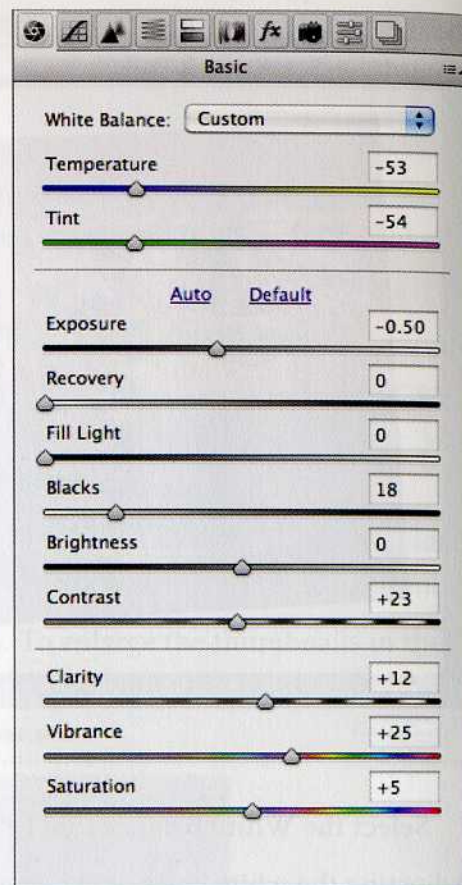 fx
Basic
White Balance: Custom
Temperature -53
Tint -54
Auto Default
Exposure -0.50
Recovery 0
Fill Light 0
Blacks 18
Brightness 0
Contrast +23
Clarity +12
Vibrance +25
Saturation +5